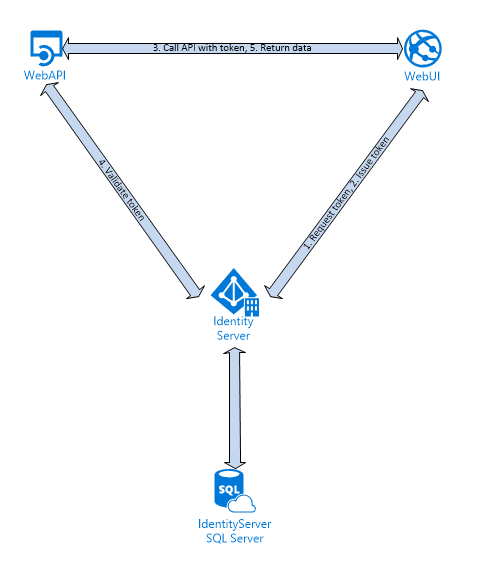 3. Call API with token, 5. Return data
WebAPI
WebUI
4. Validate token
1. Request token, 2. Issue token
Identity
Server
SQL
IdentityServer
SQL Server